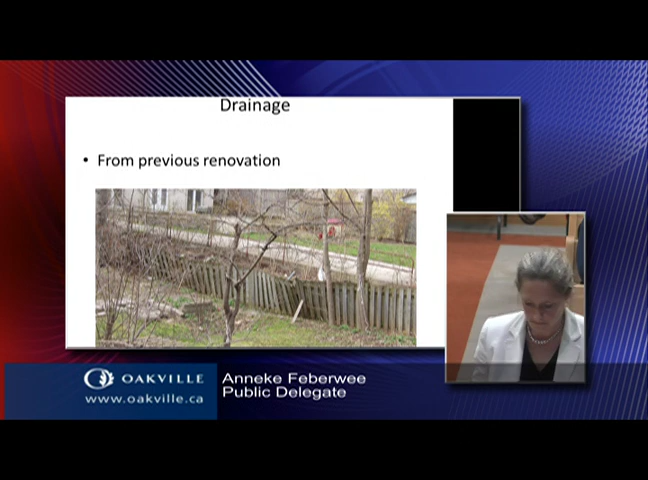 Drainage
• From previous renovation
OAKVILLE
www.oakville.ca
Anneke Feberwee
Public Delegate